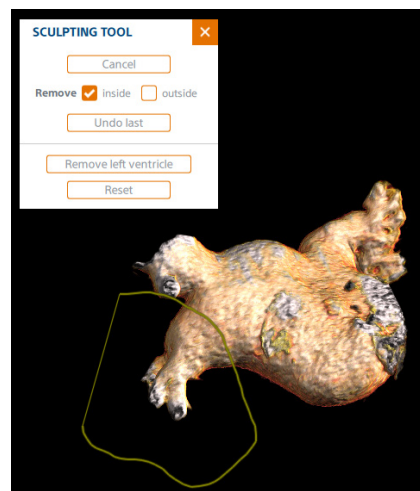 SCULPTING TOOL
Cancel
Remove inside outside
Undo last
Remove left ventricle
Reset